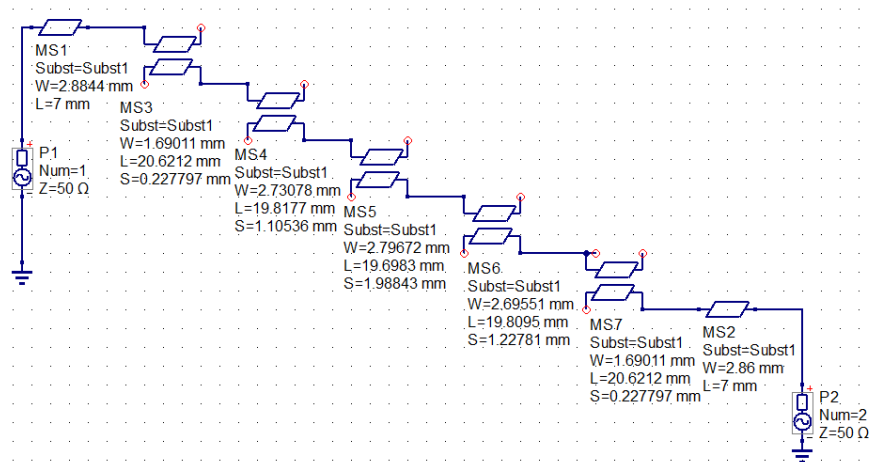 MS1
Subst=Subst1
W=2.8844 mm
L=7 mm
P1
Num=1
Z=50 Ω
MS3
Subst=Subst1
W=1.69011 mm
L=20.6212 mm
S=0.227797 mm
MS4
Subst=Subst1
W=2.73078 mm
L=19.8177 mm
S=1.10536 mm
MS5
Subst=Subst1
W=2.79672 mm
L=19.6983 mm
S=1.98843 mm
MS6
Subst=Subst1
W=2.69551 mm
L=19.8095 mm
S=1.22781 mm
MS7
Subst=Subst1
W=1.69011 mm
L=20.6212 mm
S=0.227797 mm
MS2
Subst=Subst1
W=2.86 mm
L=7 mm
P2
Num=2
Z=50 Ω